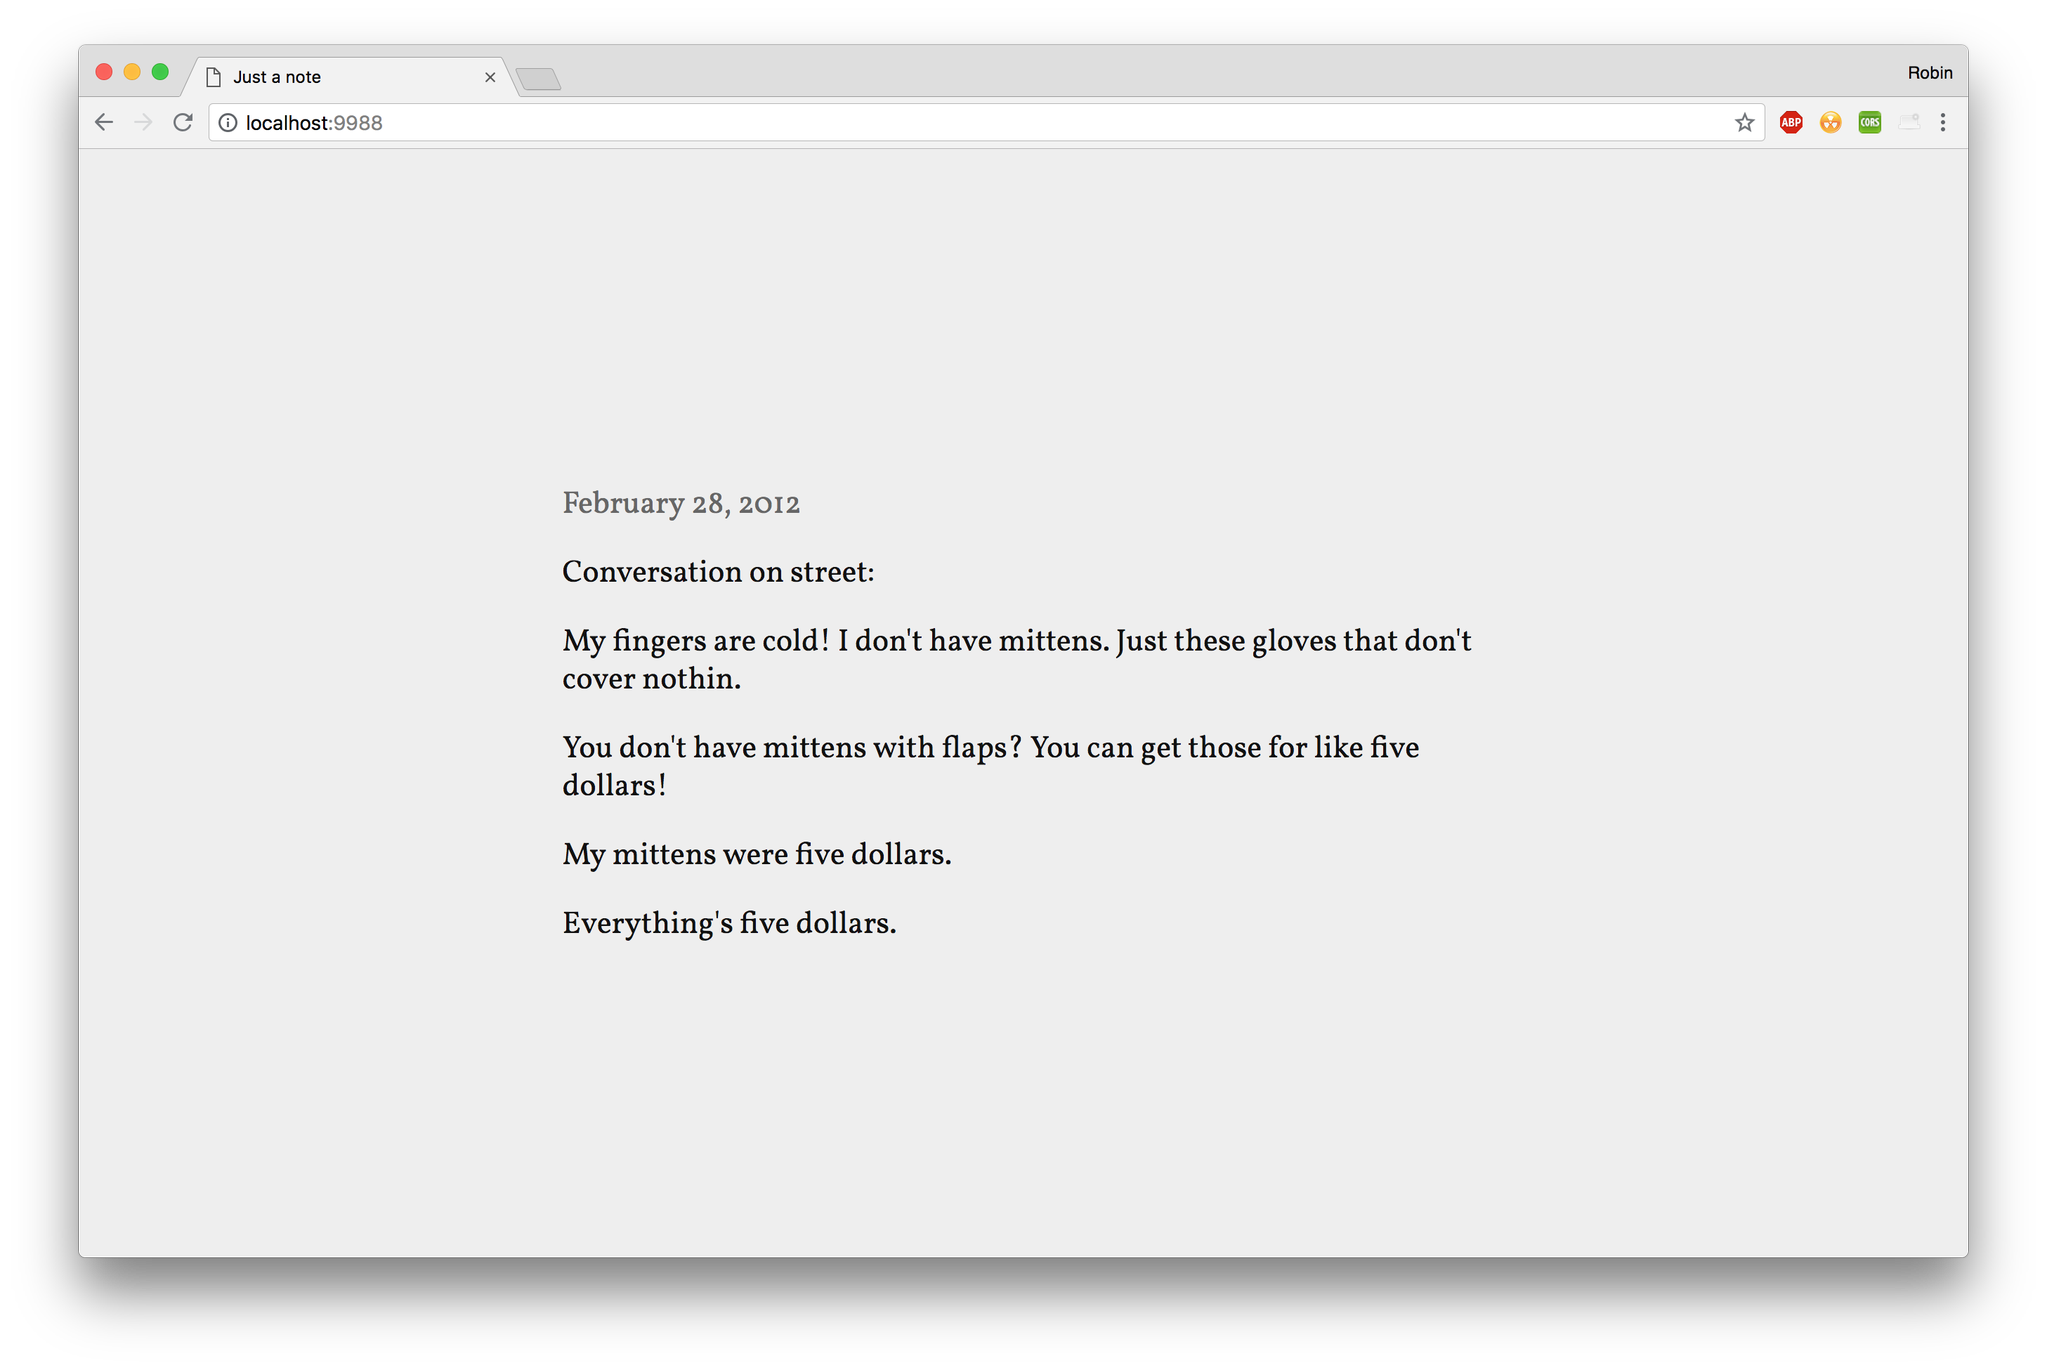 Just a note
Robin
localhost:9988
ABP
CORS
February 28, 2012
Conversation on street:
My fingers are cold! I don't have mittens. Just these gloves that don't
cover nothin.
You don't have mittens with flaps? You can get those for like five
dollars!
My mittens were five dollars.
Everything's five dollars.